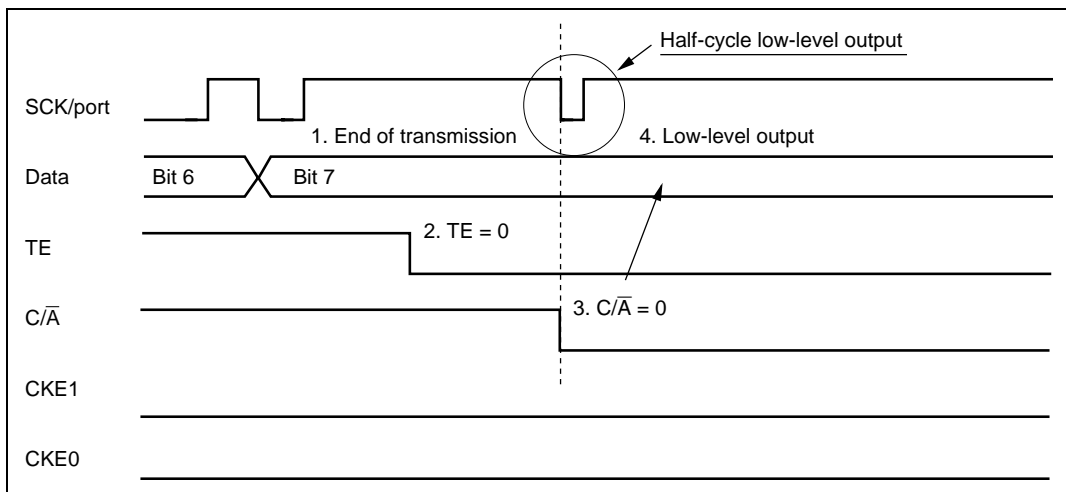 Half-cycle low-level output
SCK/port
1. End of transmission
4. Low-level output
Data
Bit 6
Bit 7
TE
2. TE = 0
C/A̅
3. C/A̅ = 0
CKE1
CKE0